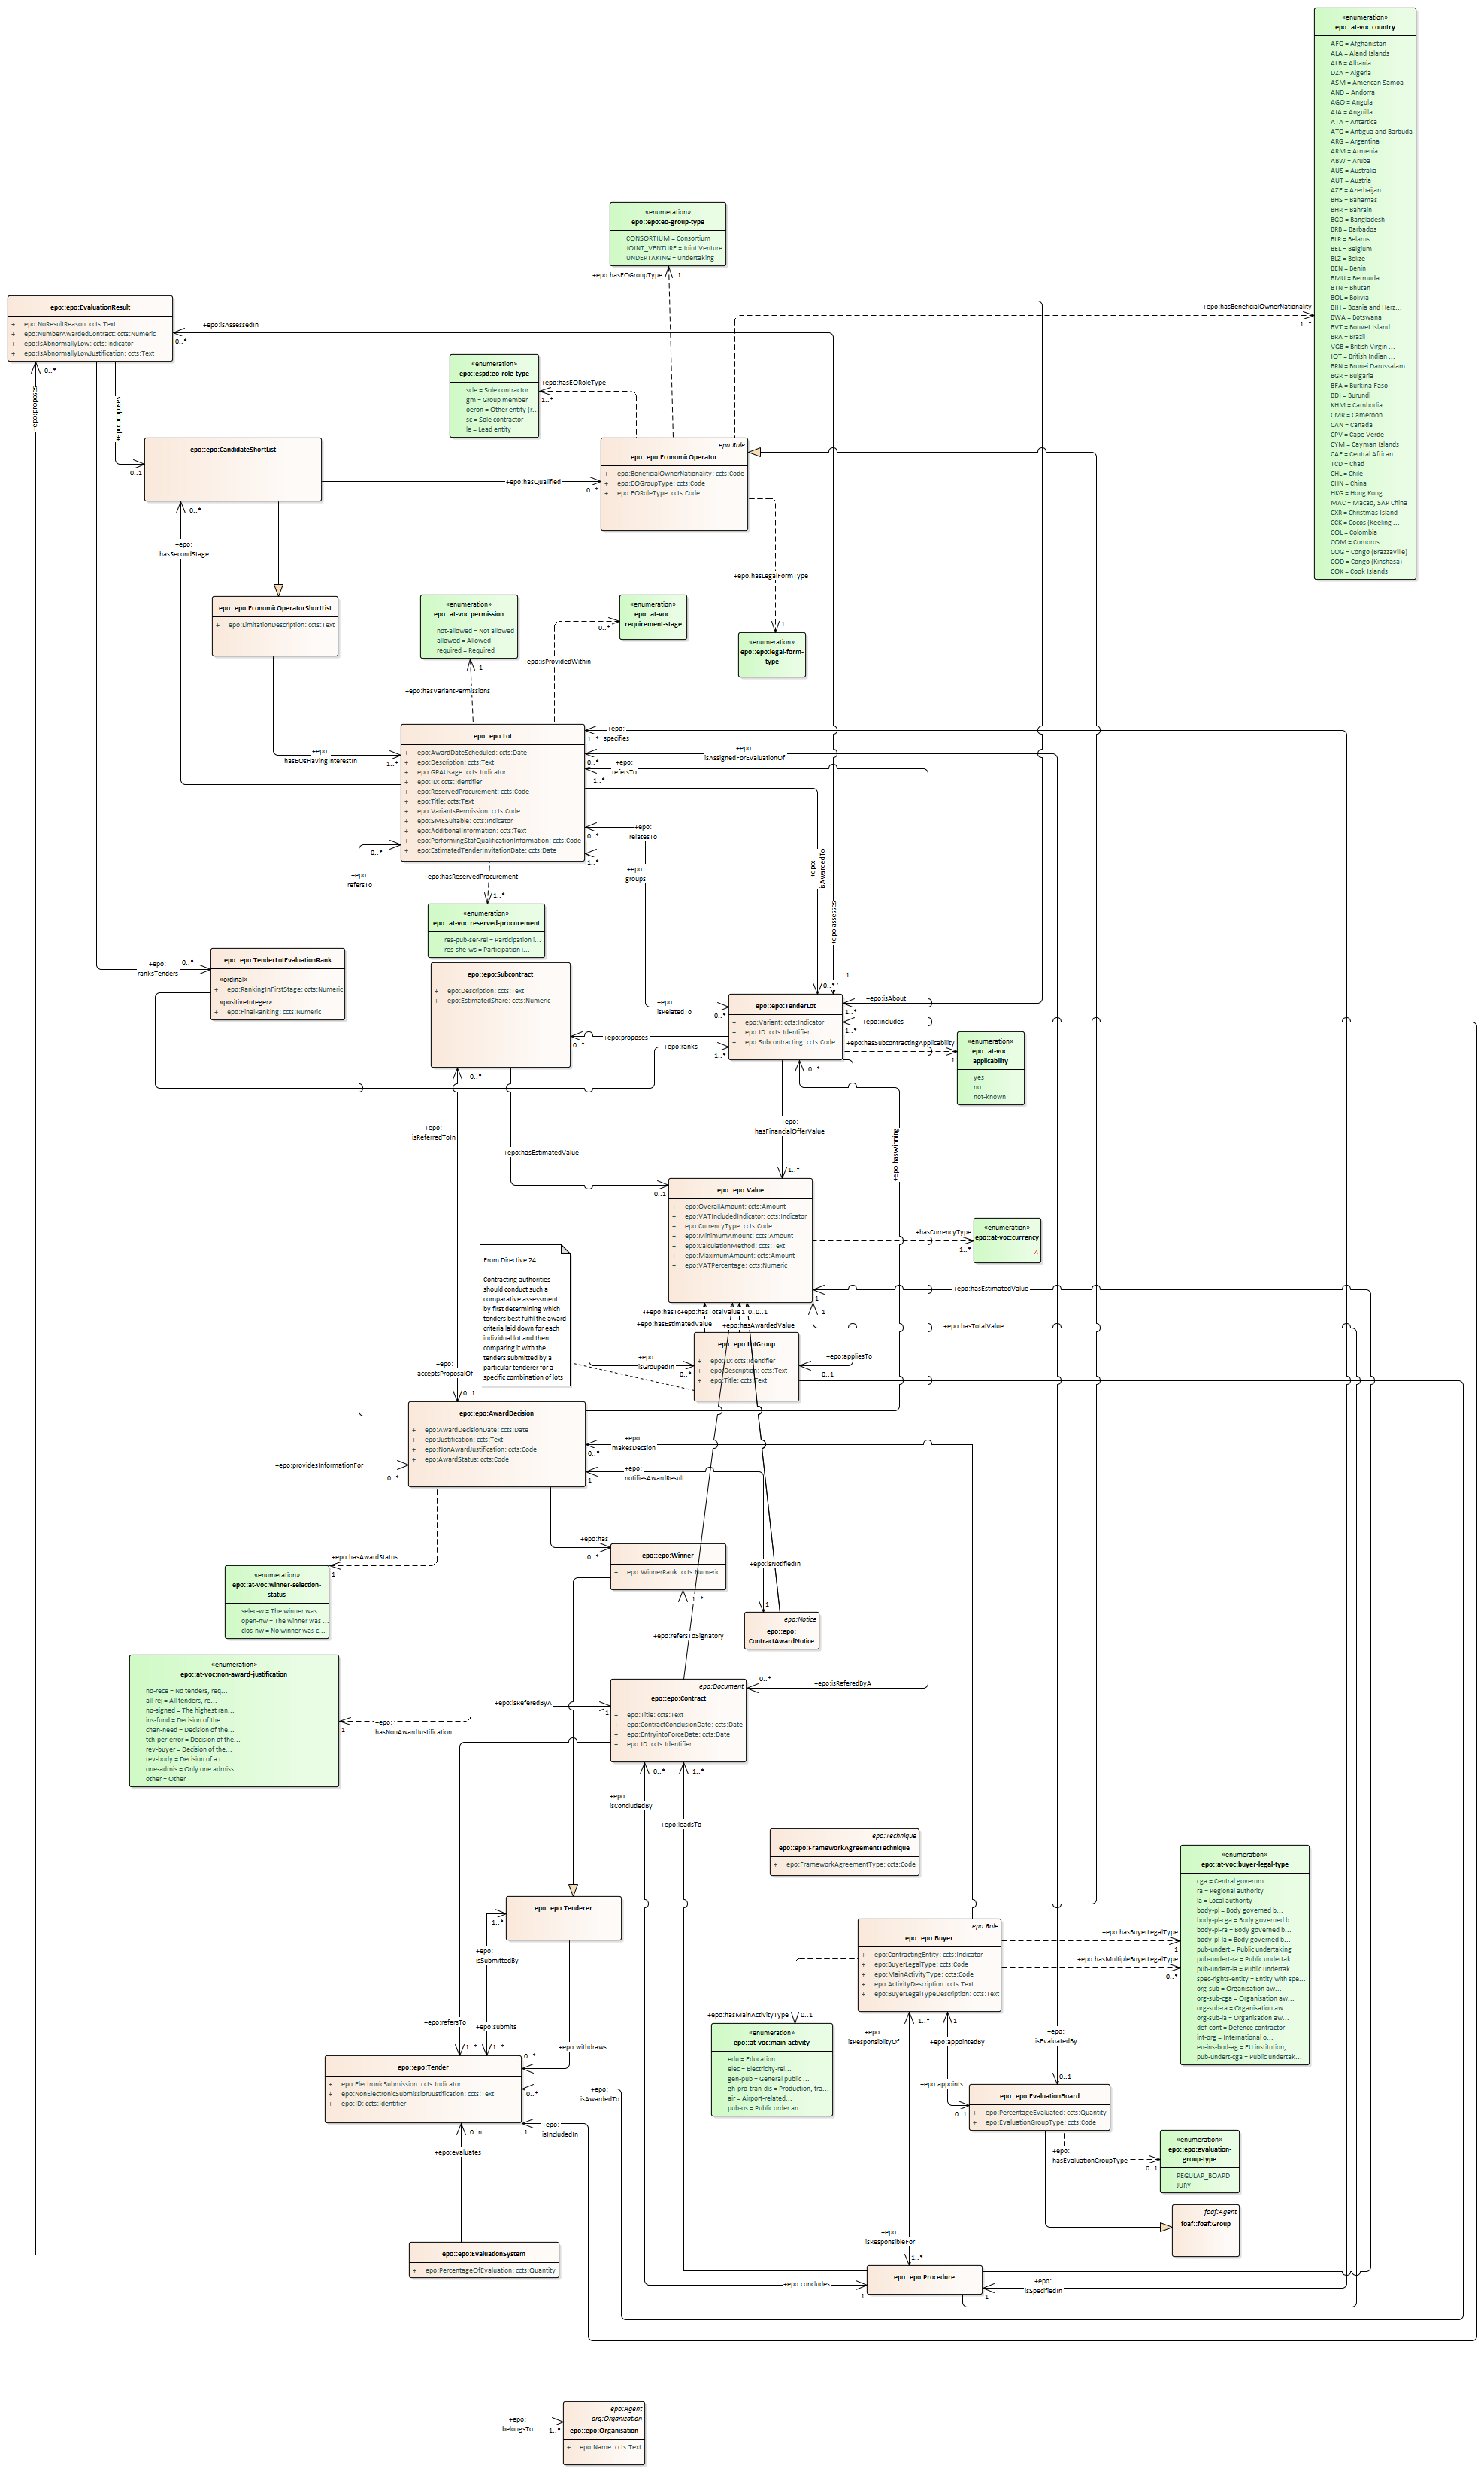 «enumeration»
epo::at-voc:country
AFG = Afghanistan
ALA = Aland Islands
ALB = Albania
DZA = Algeria
ASM = American Samoa
AND = Andorra
AGO = Angola
AIA = Anguilla
ATA = Antartica
ATG = Antigua and Barbuda
ARG = Argentina
ARM = Armenia
ABW = Aruba
AUS = Australia
AUT = Austria
AZE = Azerbaijan
BHS = Bahamas
BHR = Bahrain
BGD = Bangladesh
BRB = Barbados
BLR = Belarus
BEL = Belgium
BLZ = Belize
BEN = Benin
BMU = Bermuda
BTN = Bhutan
BOL = Bolivia
BIH = Bosnia and Herz...
BWA = Botswana
BVT = Bouvet Island
BRA = Brazil
VGB = British Virgin ...
IOT = British Indian ...
BRN = Brunei Darussalam
BGR = Bulgaria
BFA = Burkina Faso
BDI = Burundi
KHM = Cambodia
CMR = Cameroon
CAN = Canada
CPV = Cape Verde
CYM = Cayman Islands
CAF = Central African...
TCD = Chad
CHL = Chile
CHN = China
HKG = Hong Kong
MAC = Macao, SAR China
CXR = Christmas Island
CCK = Cocos (Keeling ...
COL = Colombia
COM = Comoros
COG = Congo (Brazzaville)
COD = Congo (Kinshasa)
COK = Cook Islands
«enumeration»
epo::epo:eo-group-type
CONSORTIUM = Consortium
JOINT_VENTURE = Joint Venture
UNDERTAKING = Undertaking
+epo:hasEOGroupType 1
+epo:hasBeneficialOwnerNationality
1..*
epo::epo:EvaluationResult
+ epo:NoResultReason: ccts:Text
+ epo:NumberAwardedContract: ccts:Numeric
+ epo:IsAbnormallyLow: ccts:Indicator
+ epo:IsAbnormallyLowJustification: ccts:Text
+epo:isAssessedIn
0..*
0..*
+epo:proposes
+epo:proposes
0..1
«enumeration»
epo::espd:eo-role-type
scle = Sole contractor...
gm = Group member
oeron = Other entity (r...
sc = Sole contractor
le = Lead entity
+epo:hasEORoleType
1..*
epo::epo:CandidateShortList
+epo:hasQualified
0..*
epo:Role
epo::epo:EconomicOperator
+ epo:BeneficialOwnerNationality: ccts:Code
+ epo:EOGroupType: ccts:Code
+ epo:EORoleType: ccts:Code
0..*
+epo:
hasSecondStage
+epo.hasLegalFormType
1
epo::epo:EconomicOperatorShortList
+ epo:LimitationDescription: ccts:Text
«enumeration»
epo::at-voc:permission
not-allowed = Not allowed
allowed = Allowed
required = Required
1
+epo:hasVariantPermissions
«enumeration»
epo::at-voc:
requirement-stage
0..*
+epo:isProvidedWithin
«enumeration»
epo::epo:legal-form-
type
epo::epo:Lot
+ epo:AwardDateScheduled: ccts:Date
+ epo:Description: ccts:Text
+ epo:GPAUsage: ccts:Indicator
+ epo:ID: ccts:Identifier
+ epo:ReservedProcurement: ccts:Code
+ epo:Title: ccts:Text
+ epo:VariantsPermission: ccts:Code
+ epo:SMESuitable: ccts:Indicator
+ epo:AdditionalInformation: ccts:Text
+ epo:PerformingStafQualificationInformation: ccts:Code
+ epo:EstimatedTenderInvitationDate: ccts:Date
+epo:
hasEOsHavingInterestIn
1..*
+epo:
specifies
1..*
+epo:
isAssignedForEvaluationOf
0..*
+epo:
refersTo
1..*
+epo:
relatesTo
0..*
1..*
+epo:
groups
+epo:
isAwardedTo
+epo:assesses
0..*
+epo:
refersTo
+epo:hasReservedProcurement
1..*
«enumeration»
epo::at-voc:reserved-procurement
res-pub-ser-rel = Participation i...
res-she-ws = Participation i...
+epo:
ranksTenders
0..*
epo::epo:TenderLotEvaluationRank
«ordinal»
+ epo:RankingInFirstStage: ccts:Numeric
«positiveInteger»
+ epo:FinalRanking: ccts:Numeric
epo::epo:Subcontract
+ epo:Description: ccts:Text
+ epo:EstimatedShare: ccts:Numeric
0..*
1
+epo:
isRelatedTo
0..*
epo::epo:TenderLot
+ epo:Variant: ccts:Indicator
+ epo:ID: ccts:Identifier
+ epo:Subcontracting: ccts:Code
+epo:isAbout
1..*
+epo:includes
1..*
+epo:proposes
0..*
+epo:ranks
1..*
+epo:hasSubcontractingApplicability
1
«enumeration»
epo::at-voc:
applicability
yes
no
not-known
0..*
0..*
+epo:
isReferredToIn
+epo:
hasFinancialOfferValue
1..*
+epo:hasWinning
+epo:hasEstimatedValue
0..1
epo::epo:Value
+ epo:OverallAmount: ccts:Amount
+ epo:VATIncludedIndicator: ccts:Indicator
+ epo:CurrencyType: ccts:Code
+ epo:MinimumAmount: ccts:Amount
+ epo:CalculationMethod: ccts:Text
+ epo:MaximumAmount: ccts:Amount
+ epo:VATPercentage: ccts:Numeric
+hasCurrencyType
1..*
«enumeration»
epo::at-voc:currency
From Directive 24:
Contracting authorities
should conduct such a
comparative assessment
by first determining which
tenders best fulfil the award
criteria laid down for each
individual lot and then
comparing it with the
tenders submitted by a
particular tenderer for a
specific combination of lots
+epo:hasEstimatedValue
1
+epo:hasTotalValue
1
+epo:hasTotalValue
+epo:hasEstimatedValue
+epo:hasAwardedValue
epo::epo:LotGroup
+ epo:ID: ccts:Identifier
+ epo:Description: ccts:Text
+ epo:Title: ccts:Text
+epo:
isGroupedIn
0..*
+epo:appliesTo
0..1
+epo:
acceptsProposalOf
0..1
epo::epo:AwardDecision
+ epo:AwardDecisionDate: ccts:Date
+ epo:Justification: ccts:Text
+ epo:NonAwardJustification: ccts:Code
+ epo:AwardStatus: ccts:Code
+epo:
makesDecsion
0..*
+epo:
notifiesAwardResult
1
+epo:providesInformationFor
0..*
+epo:has
0..*
epo::epo:Winner
+ epo:WinnerRank: ccts:Numeric
+epo:hasAwardStatus
1
«enumeration»
epo::at-voc:winner-selection-
status
selec-w = The winner was ...
open-nw = The winner was ...
clos-nw = No winner was c...
+epo:isNotifiedIn
1
epo:Notice
epo::epo:
ContractAwardNotice
1..*
+epo:refersToSignatory
«enumeration»
epo::at-voc:non-award-justification
no-rece = No tenders, req...
all-rej = All tenders, re...
no-signed = The highest ran...
ins-fund = Decision of the...
chan-need = Decision of the...
tch-per-error = Decision of the...
rev-buyer = Decision of the...
rev-body = Decision of a r...
one-admis = Only one admiss...
other = Other
1
+epo:
hasNonAwardJustification
+epo:isReferedByA
1
epo:Document
epo::epo:Contract
+ epo:Title: ccts:Text
+ epo:ContractConclusionDate: ccts:Date
+ epo:EntryintoForceDate: ccts:Date
+ epo:ID: ccts:Identifier
0..*
+epo:isReferedByA
0..*
1..*
+epo:
isConcludedBy
+epo:leadsTo
epo:Technique
epo::epo:FrameworkAgreementTechnique
+ epo:FrameworkAgreementType: ccts:Code
epo::epo:Tenderer
1..*
+epo:
isSubmittedBy
«enumeration»
epo::at-voc:buyer-legal-type
cga = Central governm...
ra = Regional authority
la = Local authority
body-pl = Body governed b...
body-pl-cga = Body governed b...
body-pl-ra = Body governed b...
body-pl-la = Body governed b...
pub-undert = Public undertaking
pub-undert-ra = Public undertak...
pub-undert-la = Public undertak...
spec-rights-entity = Entity with spe...
org-sub = Organisation aw...
org-sub-cga = Organisation aw...
org-sub-ra = Organisation aw...
org-sub-la = Organisation aw...
def-cont = Defence contractor
int-org = International o...
eu-ins-bod-ag = EU institution,...
pub-undert-cga = Public undertak...
epo:Role
epo::epo:Buyer
+ epo:ContractingEntity: ccts:Indicator
+ epo:BuyerLegalType: ccts:Code
+ epo:MainActivityType: ccts:Code
+ epo:ActivityDescription: ccts:Text
+ epo:BuyerLegalTypeDescription: ccts:Text
+epo:hasBuyerLegalType
1
+epo:hasMultipleBuyerLegalType
0..*
+epo:hasMainActivityType
0..1
«enumeration»
epo::at-voc:main-activity
edu = Education
elec = Electricity-rel...
gen-pub = General public ...
gh-pro-tran-dis = Production, tra...
air = Airport-related...
pub-os = Public order an...
1..*
+epo:
isResponsiblityOf
1
+epo:appointedBy
+epo:appoints
0..1
+epo:
isEvaluatedBy
0..1
epo::epo:EvaluationBoard
+ epo:PercentageEvaluated: ccts:Quantity
+ epo:EvaluationGroupType: ccts:Code
+epo:
hasEvaluationGroupType
0..1
«enumeration»
epo::epo:evaluation-
group-type
REGULAR_BOARD
JURY
foaf:Agent
foaf::foaf:Group
+epo:refersTo
1..*
+epo:submits
1..*
+epo:withdraws
0..*
epo::epo:Tender
+ epo:ElectronicSubmission: ccts:Indicator
+ epo:NonElectronicSubmissionJustification: ccts:Text
+ epo:ID: ccts:Identifier
+epo:
isAwardedTo
0..*
+epo:
isIncludedIn
1
0..n
+epo:evaluates
epo::epo:EvaluationSystem
+ epo:PercentageOfEvaluation: ccts:Quantity
+epo:
isResponsibleFor
1..*
epo::epo:Procedure
+epo:concludes
1
+epo:
isSpecifiedIn
1
+epo:
belongsTo
1..*
epo:Agent
org:Organization
epo::epo:Organisation
+ epo:Name: ccts:Text